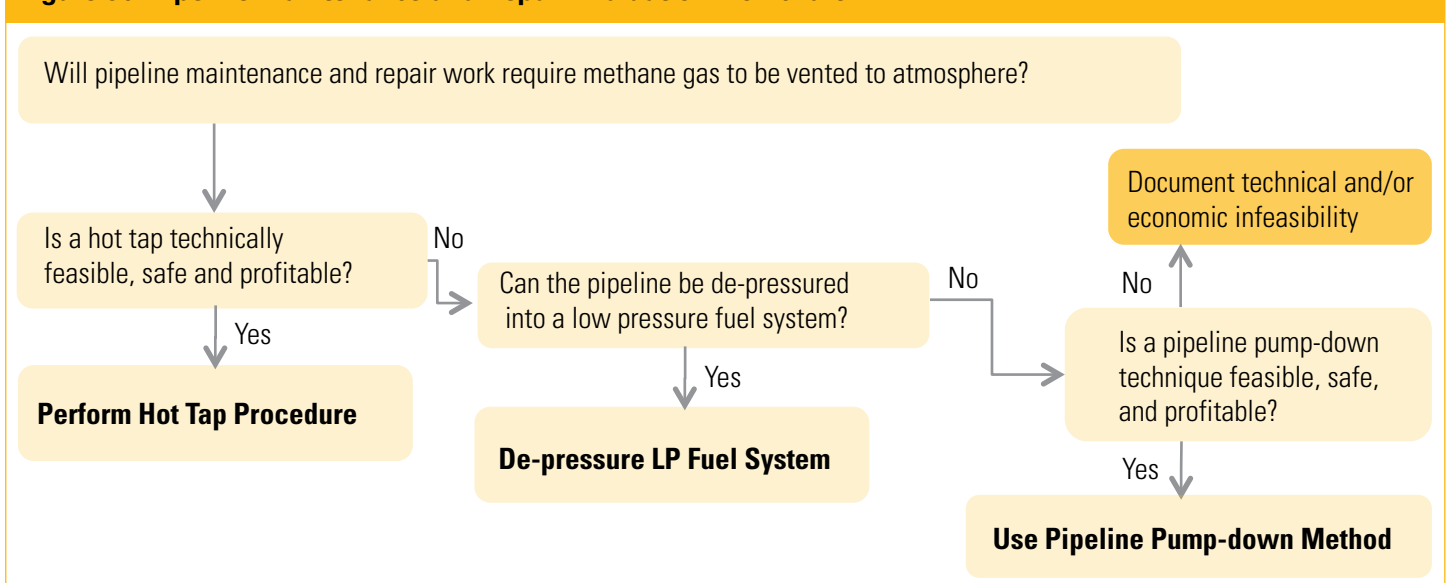 Will pipeline maintenance and repair work require methane gas to be vented to atmosphere?
Document technical and/or
economic infeasibility
Is a hot tap technically
feasible, safe and profitable?
No
Can the pipeline be de-pressured
into a low pressure fuel system?
No
No
Is a pipeline pump-down
technique feasible, safe,
and profitable?
Yes
Perform Hot Tap Procedure
Yes
De-pressure LP Fuel System
Yes
Use Pipeline Pump-down Method